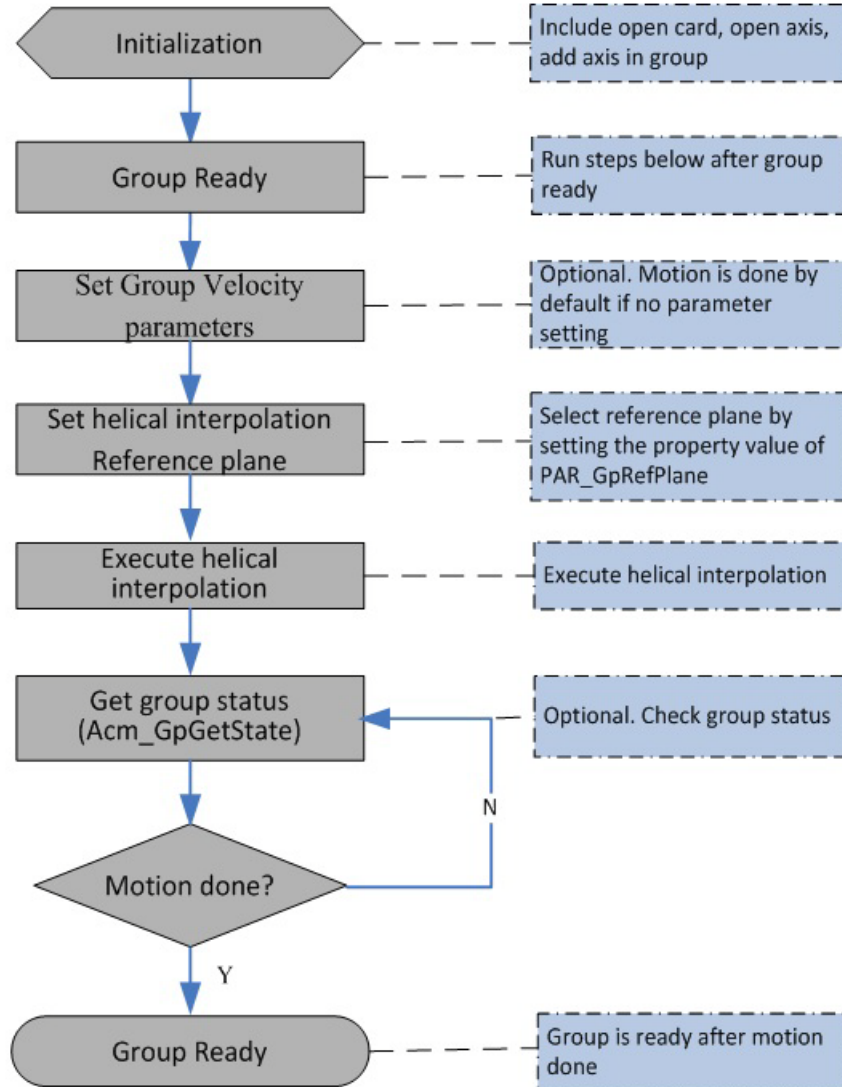 Initialization
Include open card, open axis,
add axis in group
Group Ready
Run steps below after group
ready
Set Group Velocity
parameters
Optional. Motion is done by
default if no parameter
setting
Set helical interpolation
Reference plane
Select reference plane by
setting the property value of
PAR_GpRefPlane
Execute helical
interpolation
Execute helical interpolation
Get group status
(Acm_GpGetState)
Optional. Check group status
N
Motion done?
Y
Group Ready
Group is ready after motion
done